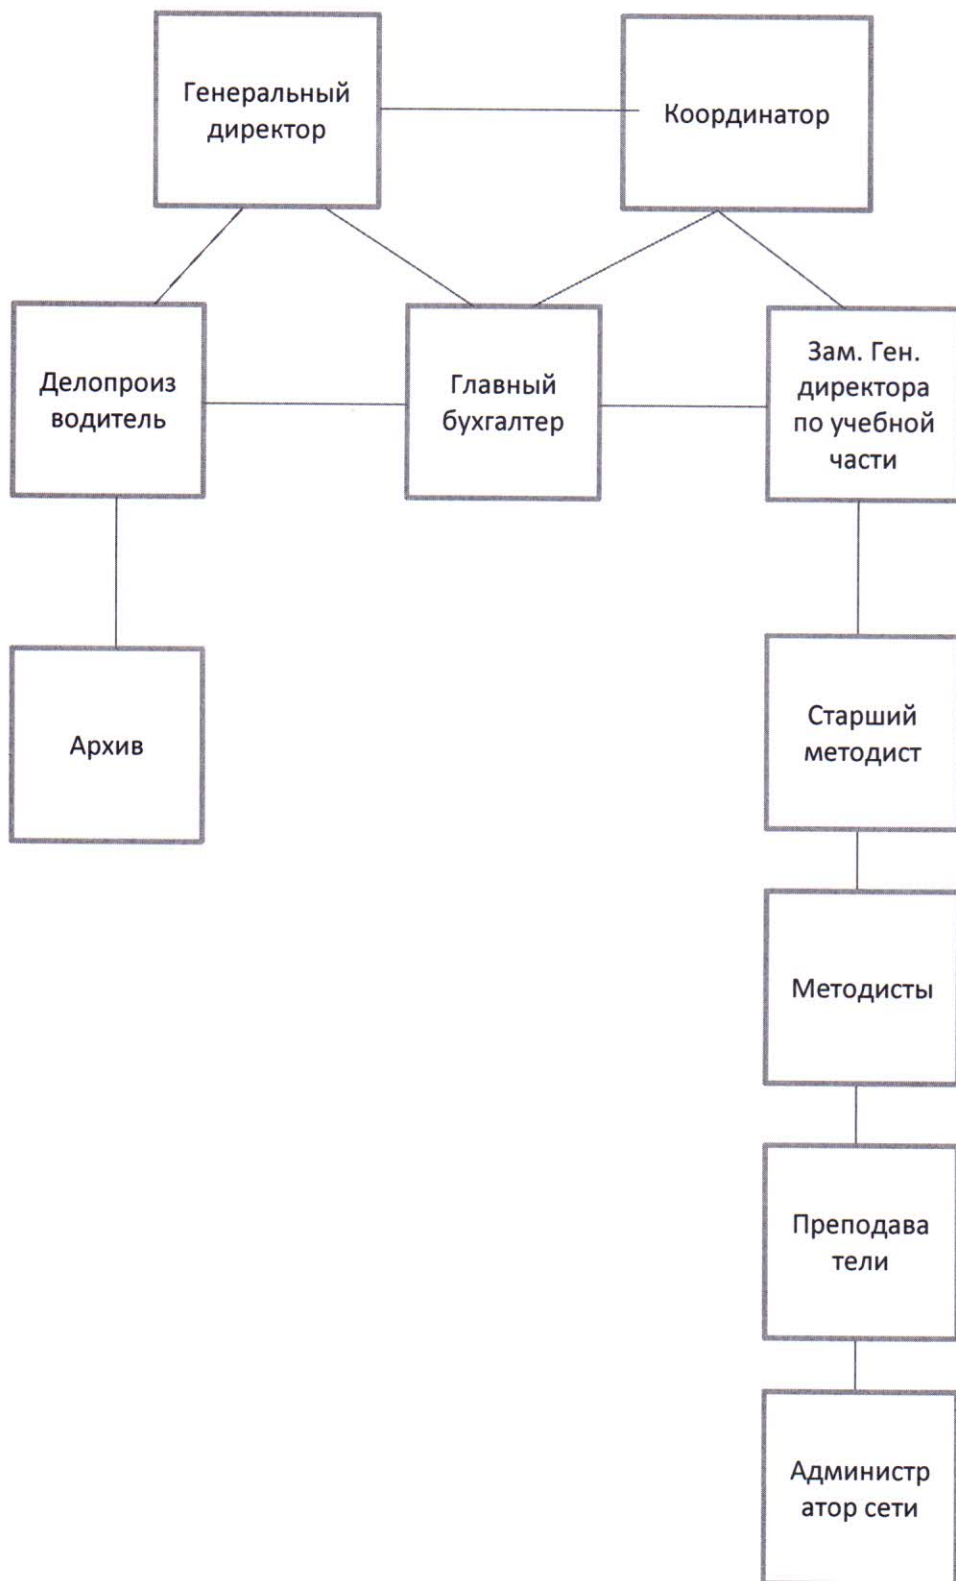 Генеральный
директор
Координатор
Делопроиз
водитель
Главный
бухгалтер
Зам. Ген.
директора
по учебной
части
Архив
Старший
методист
Методисты
Преподава
тели
Администр
атор сети